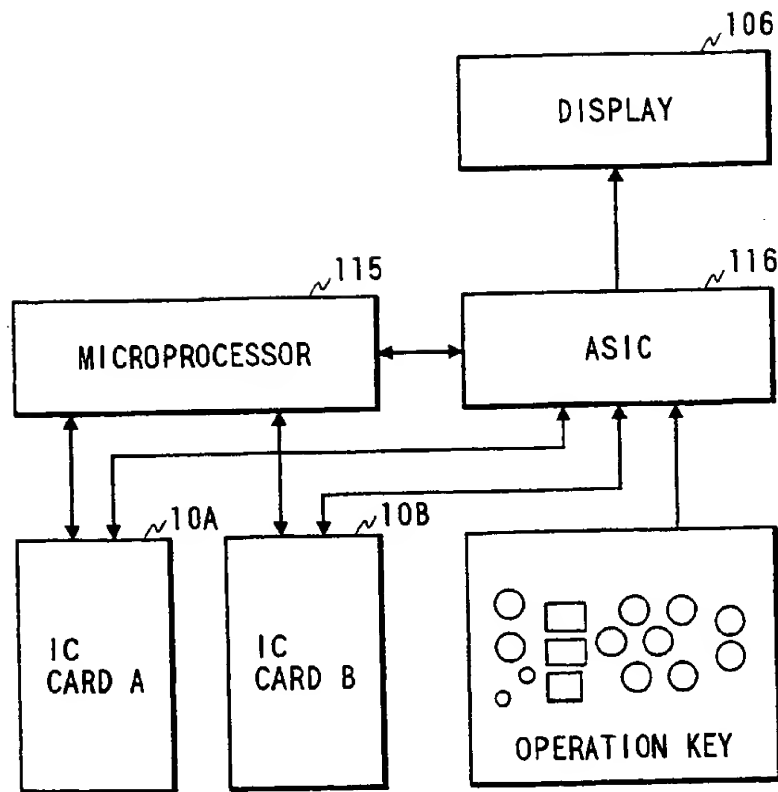 106
DISPLAY
115
116
MICROPROCESSOR
ASIC
10A
10B
IC
CARD A
IC
CARD B
OPERATION KEY